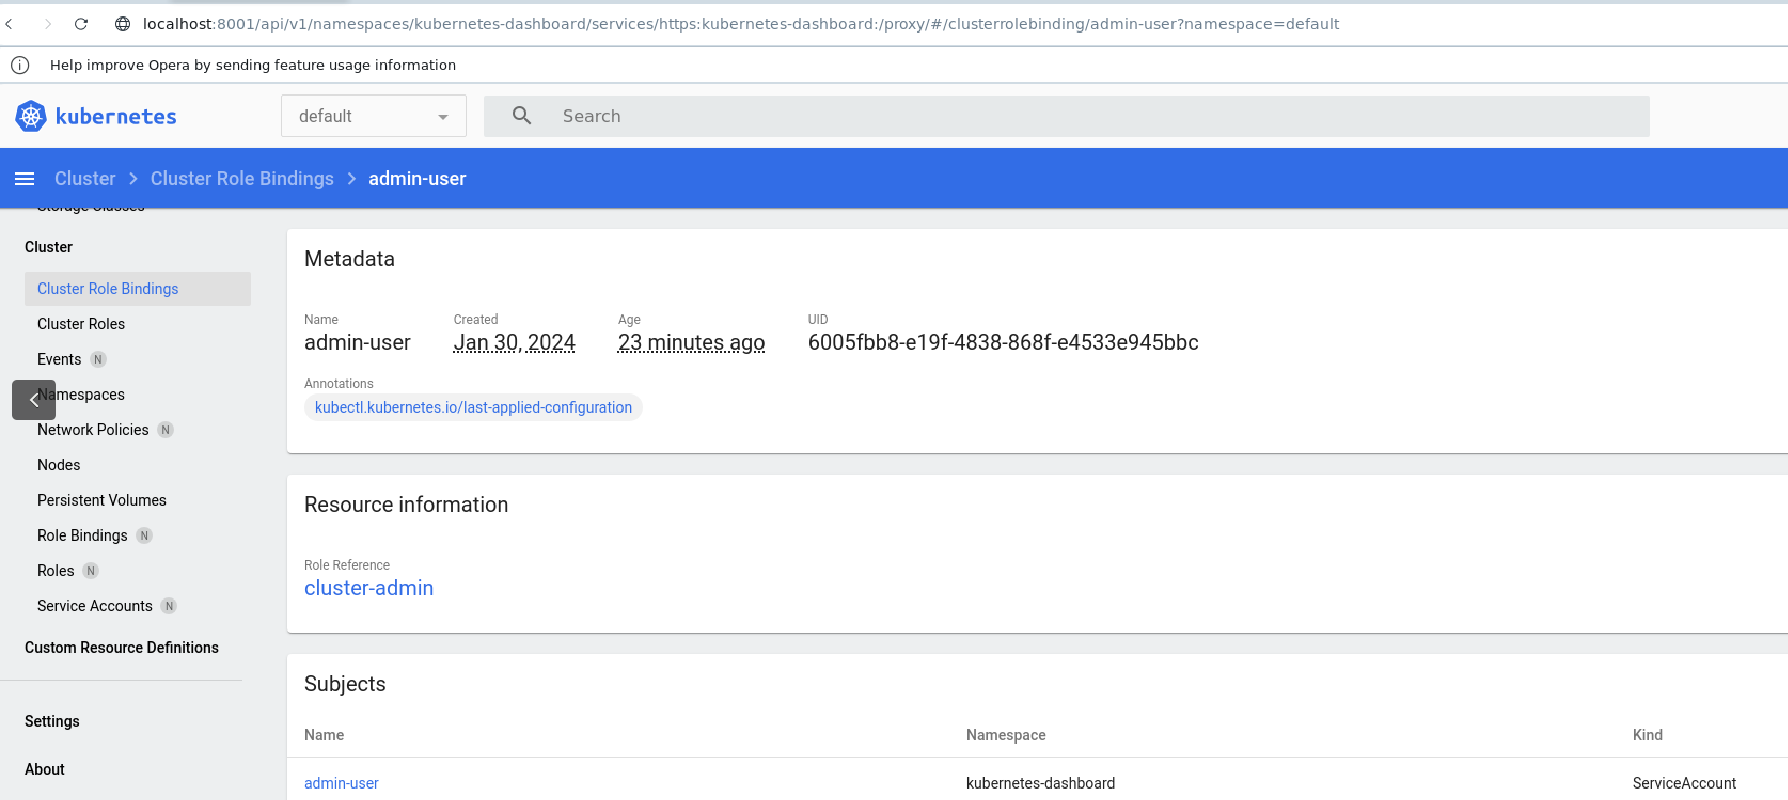 localhost:8001/api/v1/namespaces/kubernetes-dashboard/services/https:kubernetes-dashboard:/proxy/#/clusterrolebinding/admin-user?namespace=default
Help improve Opera by sending feature usage information
kubernetes
default
Search
Cluster > Cluster Role Bindings > admin-user
Storage Classes
Cluster
Cluster Role Bindings
Cluster Roles
Events N
Namespaces
Network Policies N
Nodes
Persistent Volumes
Role Bindings N
Roles N
Service Accounts N
Custom Resource Definitions
Settings
About
Metadata
Name Created Age UID
admin-user Jan 30, 2024 23 minutes ago 6005fbb8-e19f-4838-868f-e4533e945bbc
Annotations
kubectl.kubernetes.io/last-applied-configuration
Resource information
Role Reference
cluster-admin
Subjects
Name Namespace Kind
admin-user kubernetes-dashboard ServiceAccount